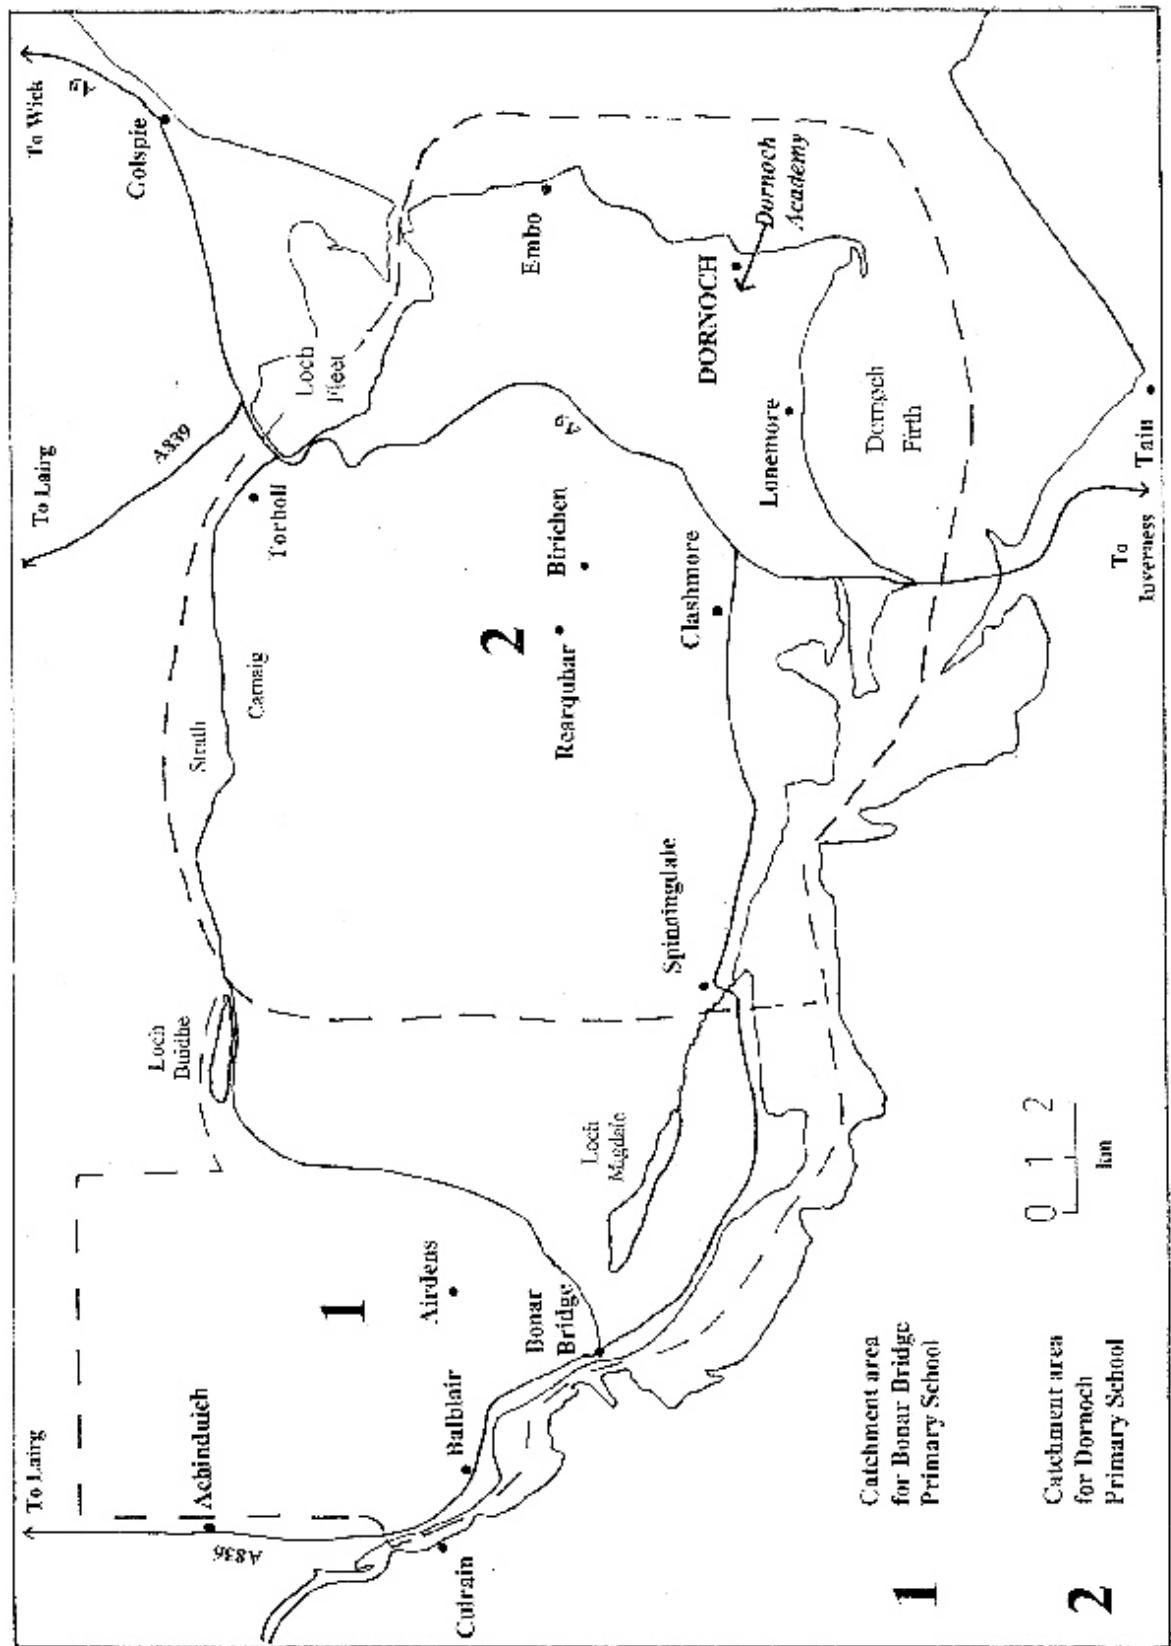 To Lairg
To Lairg
To Wick
A836
A839
A9
Achinduich
Golspie
Loch
Buidhe
Strath
Carnaig
Torboll
Loch
Fleet
1
Culrain
Balblair
Airdens
2
Embo
Bonar
Bridge
Rearquhar
Birichen
A9
Loch
Migdale
Spinningdale
Clashmore
DORNOCH
Dornoch
Academy
Lonemore
Dornoch
Firth
1
Catchment area
for Bonar Bridge
Primary School
2
Catchment area
for Dornoch
Primary School
0 1 2
km
To
Inverness
Tain